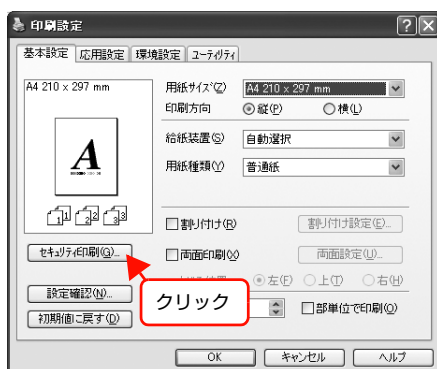 印刷設定
基本設定 応用設定 環境設定 ユーティリティ
A4 210 × 297 mm
用紙サイズ(Z) A4 210 × 297 mm
印刷方向 縦(P) 横(L)
給紙装置(S) 自動選択
用紙種類(Y) 普通紙
A
1 1 2 2 3 3
割り付け(R) 割り付け設定(E)...
セキュリティ印刷(G)...
両面印刷(X) 両面設定(U)...
左(F) 上(T) 右(H)
クリック
設定確認(N)...
部単位で印刷(O)
初期値に戻す(D)
OK キャンセル ヘルプ